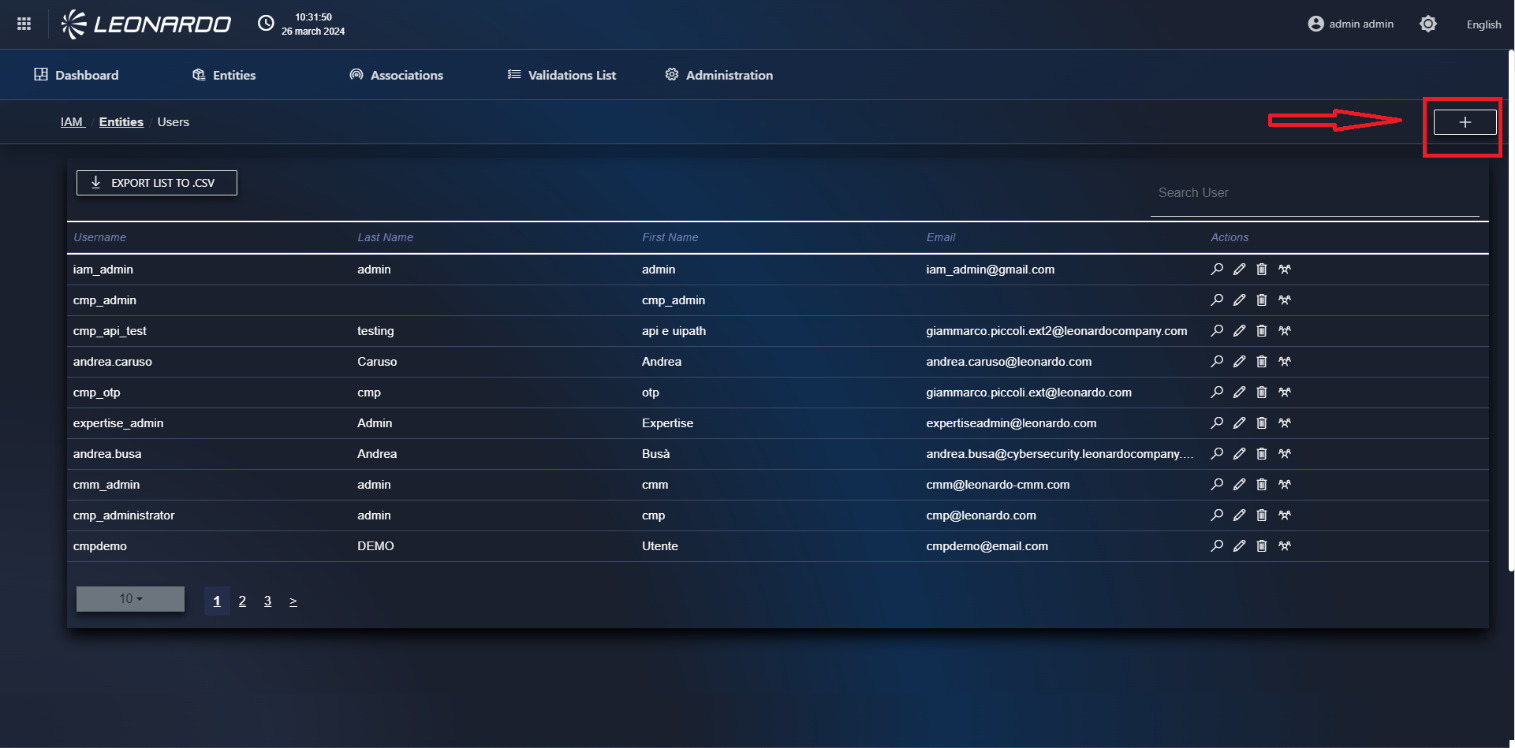 LEONARDO
10:31:50
26 march 2024
admin admin
English
Dashboard
Entities
Associations
Validations List
Administration
IAM / Entities / Users
+
EXPORT LIST TO .CSV
Search User
Username Last Name First Name Email Actions
iam_admin admin admin iam_admin@gmail.com
cmp_admin cmp_admin
cmp_api_test testing api e uipath giammarco.piccoli.ext2@leonardocompany.com
andrea.caruso Caruso Andrea andrea.caruso@leonardo.com
cmp_otp cmp otp giammarco.piccoli.ext@leonardo.com
expertise_admin Admin Expertise expertiseadmin@leonardo.com
andrea.busa Andrea Busà andrea.busa@cybersecurity.leonardocompany....
cmm_admin admin cmm cmm@leonardo-cmm.com
cmp_administrator admin cmp cmp@leonardo.com
cmpdemo DEMO Utente cmpdemo@email.com
10
1 2 3 >